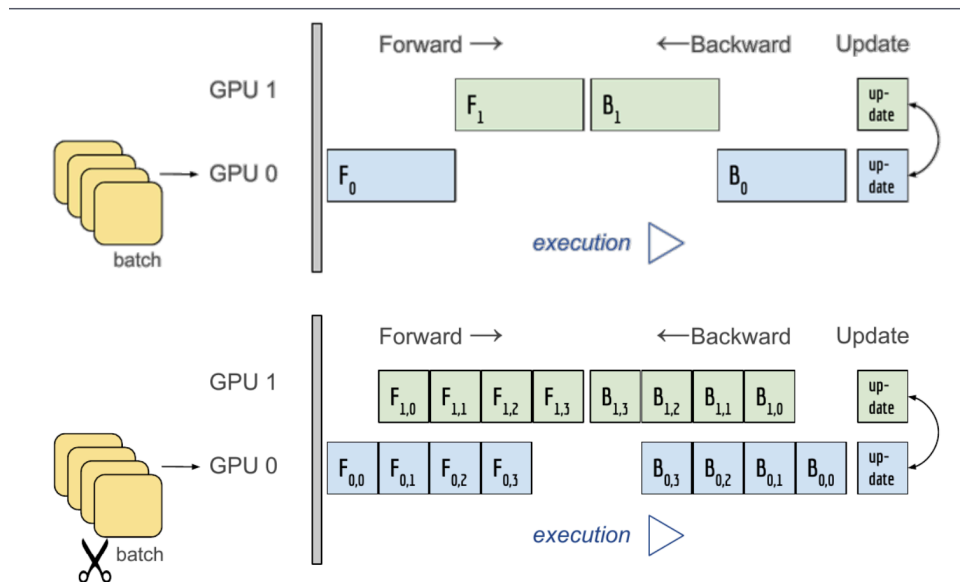 Forward → ←Backward Update
GPU 1
F1 B1 up-
date
GPU 0
F0 B0 up-
date
batch
execution
Forward → ←Backward Update
GPU 1
F1,0 F1,1 F1,2 F1,3 B1,3 B1,2 B1,1 B1,0 up-
date
GPU 0
F0,0 F0,1 F0,2 F0,3 B0,3 B0,2 B0,1 B0,0 up-
date
batch
execution